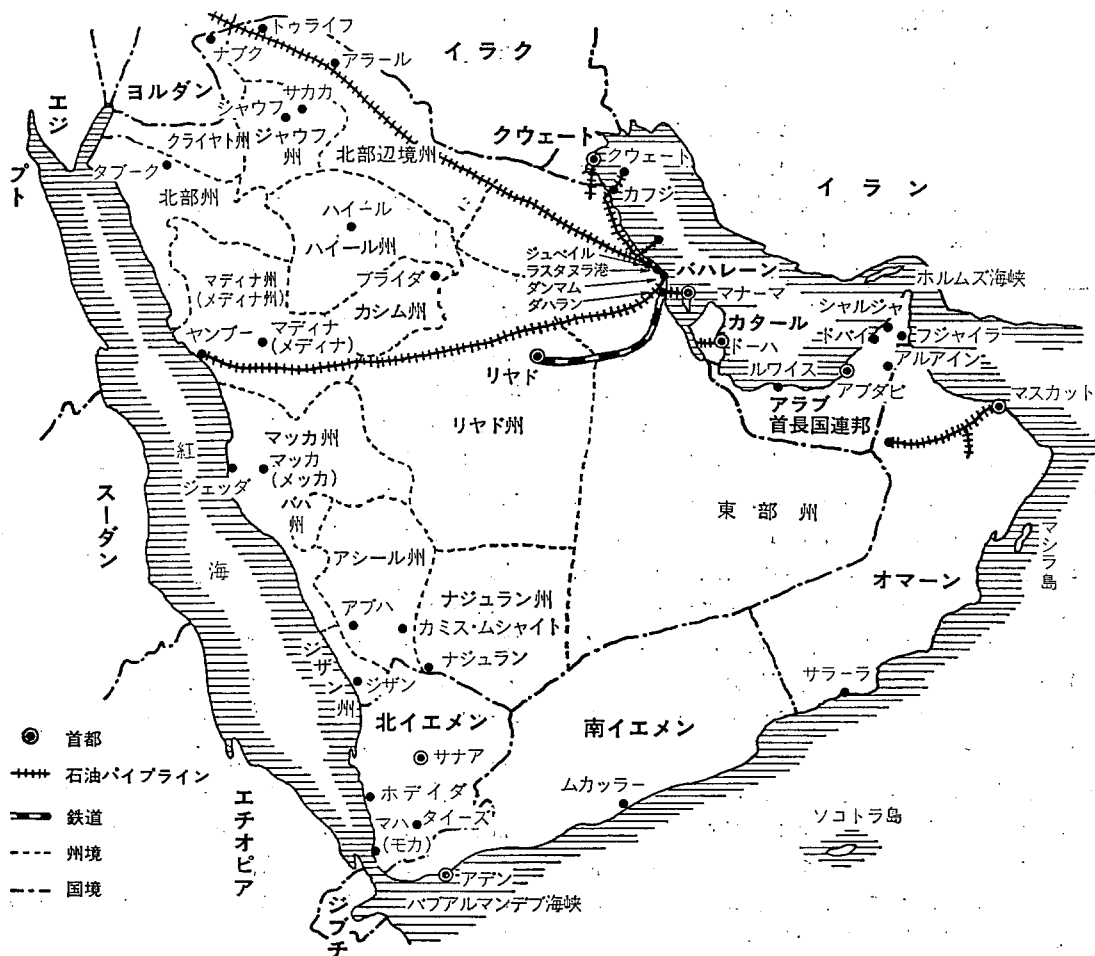 トゥライフ
ナブク
アラール
イラク
ヨルダン
エジプト
サカカ
シャウフ
クライヤト州
ジャウフ州
北部辺境州
クウェート
クウェート
カフジ
イラン
タブーク
北部州
ハイール
ハイール州
ブライダ
カシム州
マディナ州
(メディナ州)
ヤンブー
マディナ
(メディナ)
ジュベイル
ラスタヌラ港
ダンマム
ダハラン
バハレーン
マナーマ
カタール
ドーハ
ホルムズ海峡
シャルジャ
ドバイ
フジャイラ
アルアイン
ルワイス
アブダビ
アラブ
首長国連邦
マスカット
リヤド
リヤド州
紅海
マッカ州
マッカ
(メッカ)
ジェッダ
バハ州
スーダン
アシール州
東部州
マシラ島
オマーン
アブハ
ナジュラン州
カミス・ムシャイト
ナジュラン
ジザン州
ジザン
サラーラ
北イエメン
南イエメン
サナア
ムカッラー
ホデイダ
タイーズ
マハ
(モカ)
ソコトラ島
エチオピア
アデン
バブアルマンデブ海峡
ジブチ
首都
石油パイプライン
鉄道
州境
国境